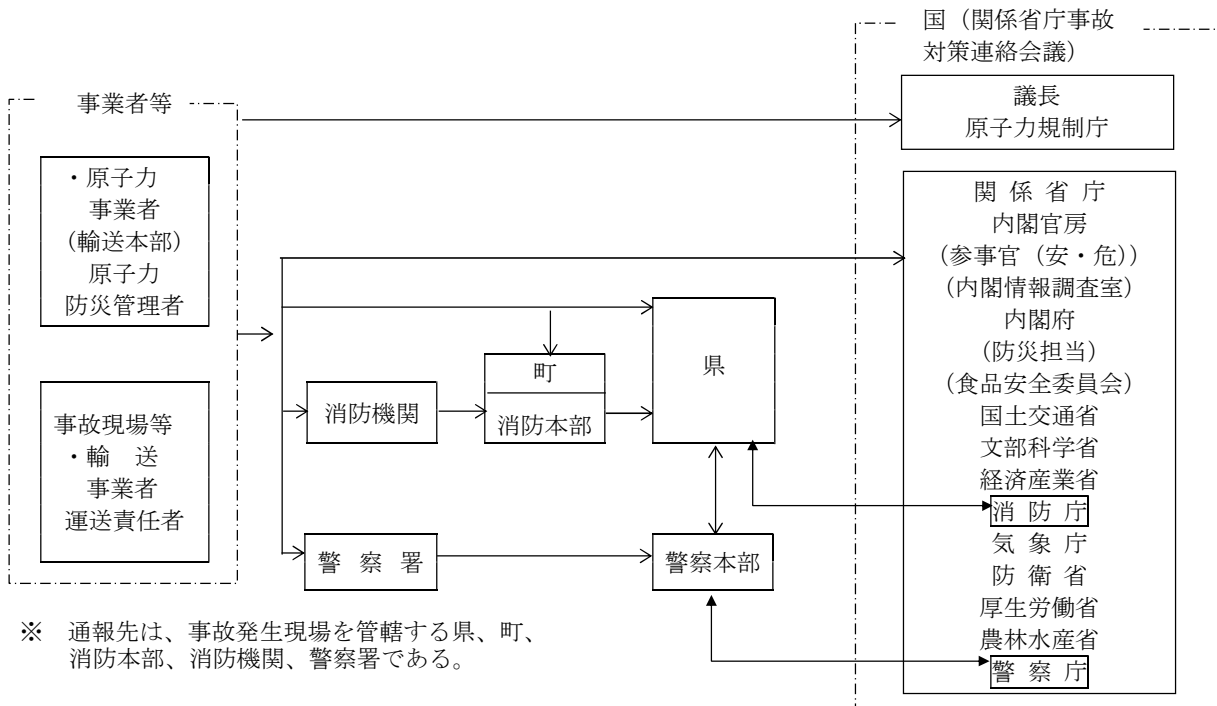 国（関係省庁事故
対策連絡会議）
議長
原子力規制庁
事業者等
・原子力
事業者
（輸送本部）
原子力
防災管理者
事故現場等
・輸　送
事業者
運送責任者
消防機関
町
消防本部
県
警　察　署
警察本部
関 係 省 庁
内閣官房
（参事官（安・危））
（内閣情報調査室）
内閣府
（防災担当）
（食品安全委員会）
国土交通省
文部科学省
経済産業省
消 防 庁
気 象 庁
防 衛 省
厚生労働省
農林水産省
警 察 庁
※　通報先は、事故発生現場を管轄する県、町、
消防本部、消防機関、警察署である。